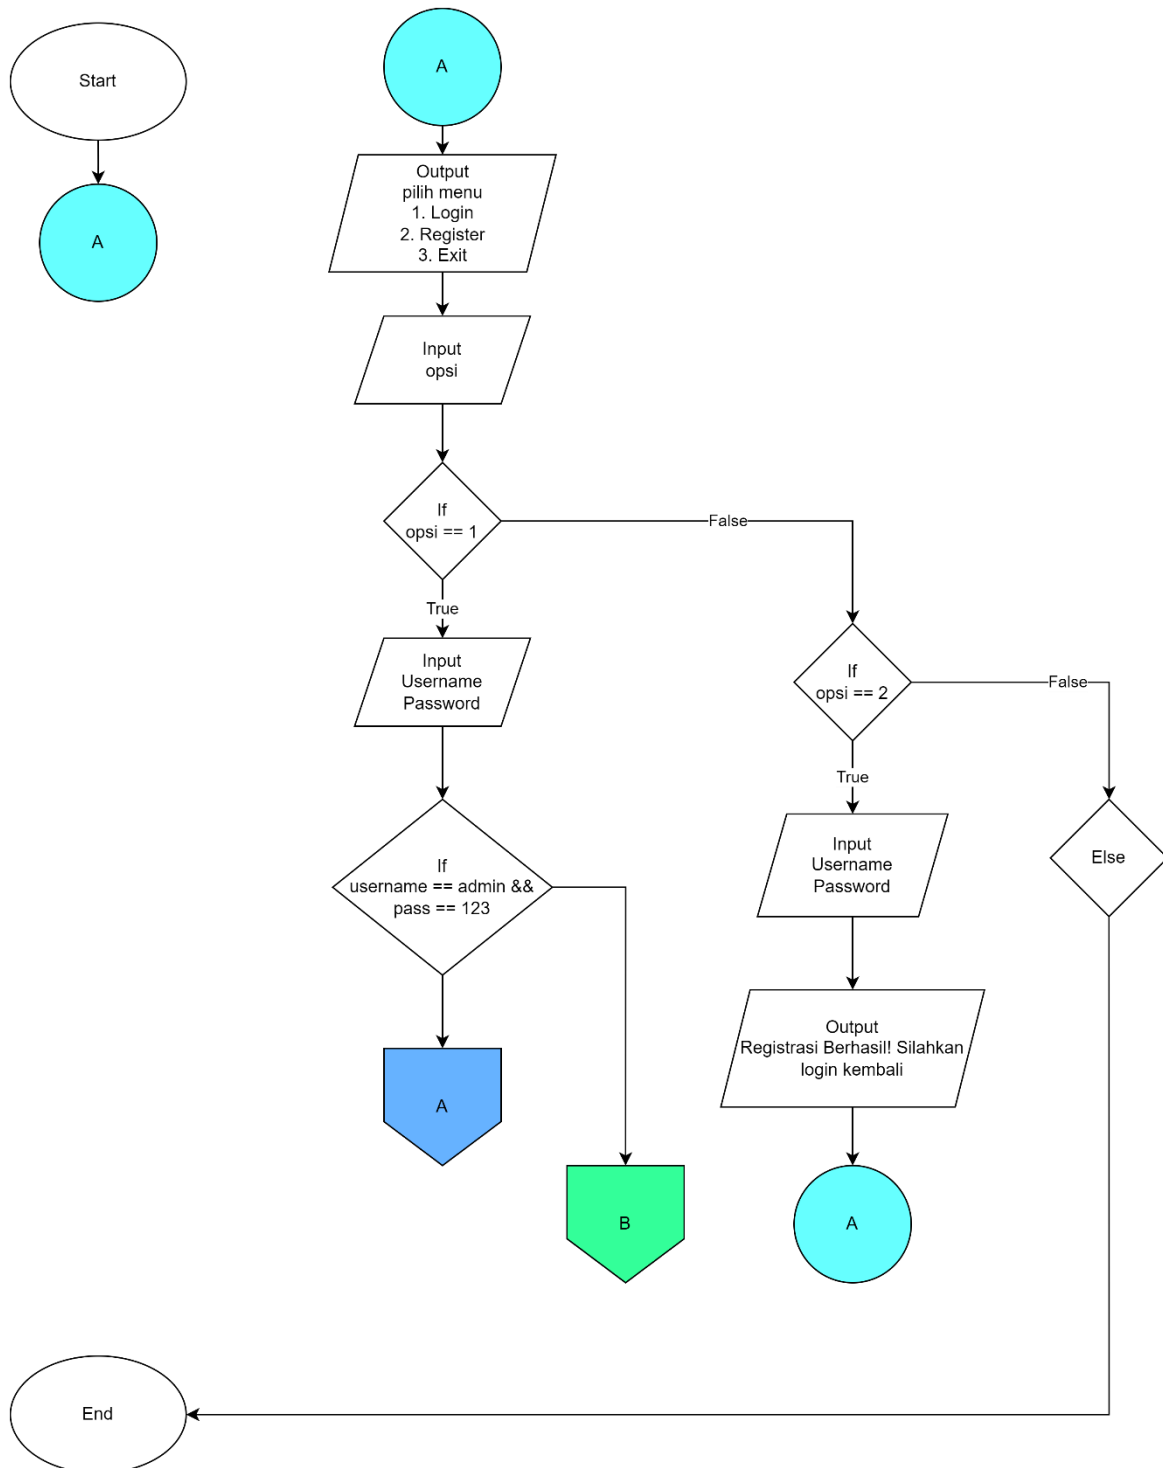 Start
A
A
Output
pilih menu
1. Login
2. Register
3. Exit
Input
opsi
If
opsi == 1
False
True
Input
Username
Password
If
opsi == 2
False
True
Input
Username
Password
Else
If
username == admin &&
pass == 123
Output
Registrasi Berhasil! Silahkan
login kembali
A
B
A
End